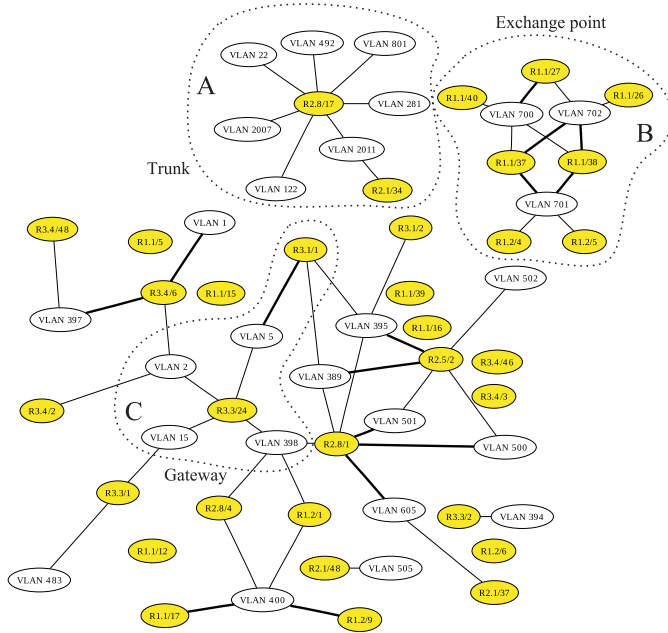 Exchange point
VLAN 492
VLAN 801
VLAN 22
R1.1/27
A
R1.1/40
R1.1/26
R2.8/17
VLAN 281
VLAN 700
VLAN 702
VLAN 2007
B
VLAN 2011
R1.1/37
R1.1/38
Trunk
VLAN 122
R2.1/34
VLAN 701
VLAN 1
R3.4/48
R3.1/2
R1.1/5
R1.2/4
R1.2/5
R3.1/1
VLAN 502
R3.4/6
R1.1/15
R1.1/39
VLAN 397
VLAN 395
R1.1/16
VLAN 5
R2.5/2
R3.4/46
VLAN 2
VLAN 389
R3.4/3
R3.4/2
C
R3.3/24
VLAN 501
VLAN 15
VLAN 398
R2.8/1
VLAN 500
Gateway
R3.3/1
R2.8/4
R1.2/1
VLAN 605
R3.3/2
VLAN 394
R1.1/12
R1.2/6
VLAN 483
R2.1/48
VLAN 505
R2.1/37
VLAN 400
R1.1/17
R1.2/9